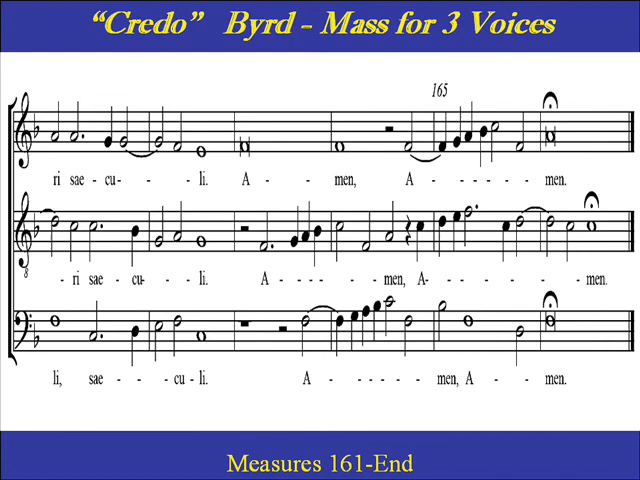 “Credo” Byrd - Mass for 3 Voices
165
ri sae - cu - - - li. A - men, A - - - - - men.
8
- - ri sae - cu - - - li. A - - - - men, A - - - - - men.
li, sae - - - cu - li. A - - - - - men, A - - men.
Measures 161-End